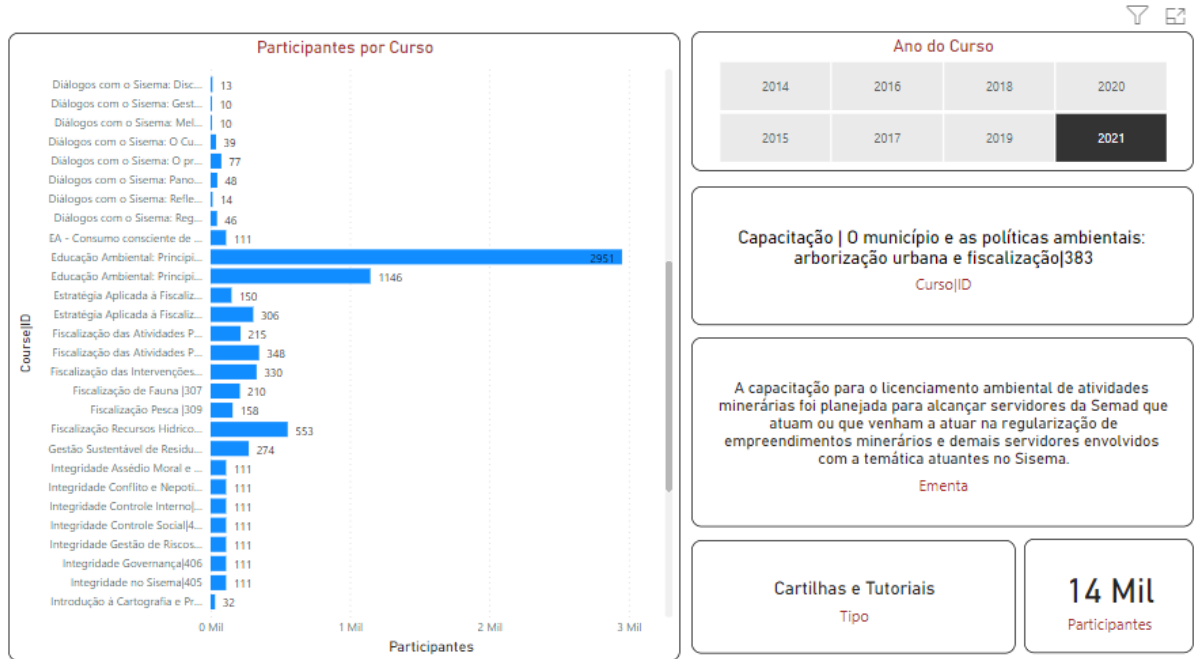 Participantes por Curso
Course|ID
Diálogos com o Sisema: Disc... 13
Diálogos com o Sisema: Gest... 10
Diálogos com o Sisema: Mel... 10
Diálogos com o Sisema: O Cu... 39
Diálogos com o Sisema: O pr... 77
Diálogos com o Sisema: Pano... 48
Diálogos com o Sisema: Refle... 14
Diálogos com o Sisema: Reg... 46
EA - Consumo consciente de ... 111
Educação Ambiental: Principi... 2951
Educação Ambiental: Principi... 1146
Estratégia Aplicada à Fiscaliz... 150
Estratégia Aplicada à Fiscaliz... 306
Fiscalização das Atividades P... 215
Fiscalização das Atividades P... 348
Fiscalização das Intervenções... 330
Fiscalização de Fauna |307 210
Fiscalização Pesca |309 158
Fiscalização Recursos Hídrico... 553
Gestão Sustentável de Resídu... 274
Integridade Assédio Moral e ... 111
Integridade Conflito e Nepoti... 111
Integridade Controle Interno|... 111
Integridade Controle Social|4... 111
Integridade Gestão de Riscos... 111
Integridade Governança|406 111
Integridade no Sisema|405 111
Introdução à Cartografia e Pr... 32
0 Mil 1 Mil 2 Mil 3 Mil
Participantes
Ano do Curso
2014 2016 2018 2020
2015 2017 2019 2021
Capacitação | O município e as políticas ambientais:
arborização urbana e fiscalização|383
Curso|ID
A capacitação para o licenciamento ambiental de atividades
minerárias foi planejada para alcançar servidores da Semad que
atuam ou que venham a atuar na regularização de
empreendimentos minerários e demais servidores envolvidos
com a temática atuantes no Sisema.
Ementa
Cartilhas e Tutoriais
Tipo
14 Mil
Participantes